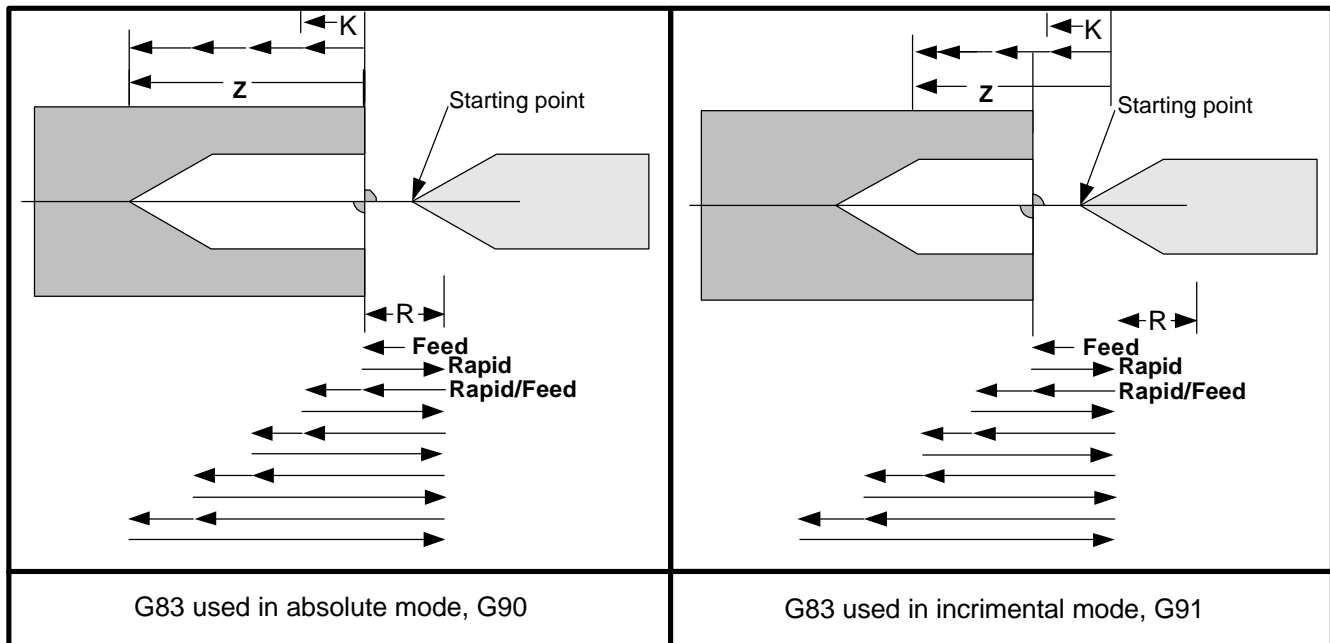 K
Z
Starting point
R
Feed
Rapid
Rapid/Feed
G83 used in absolute mode, G90
K
Z
Starting point
R
Feed
Rapid
Rapid/Feed
G83 used in incrimental mode, G91